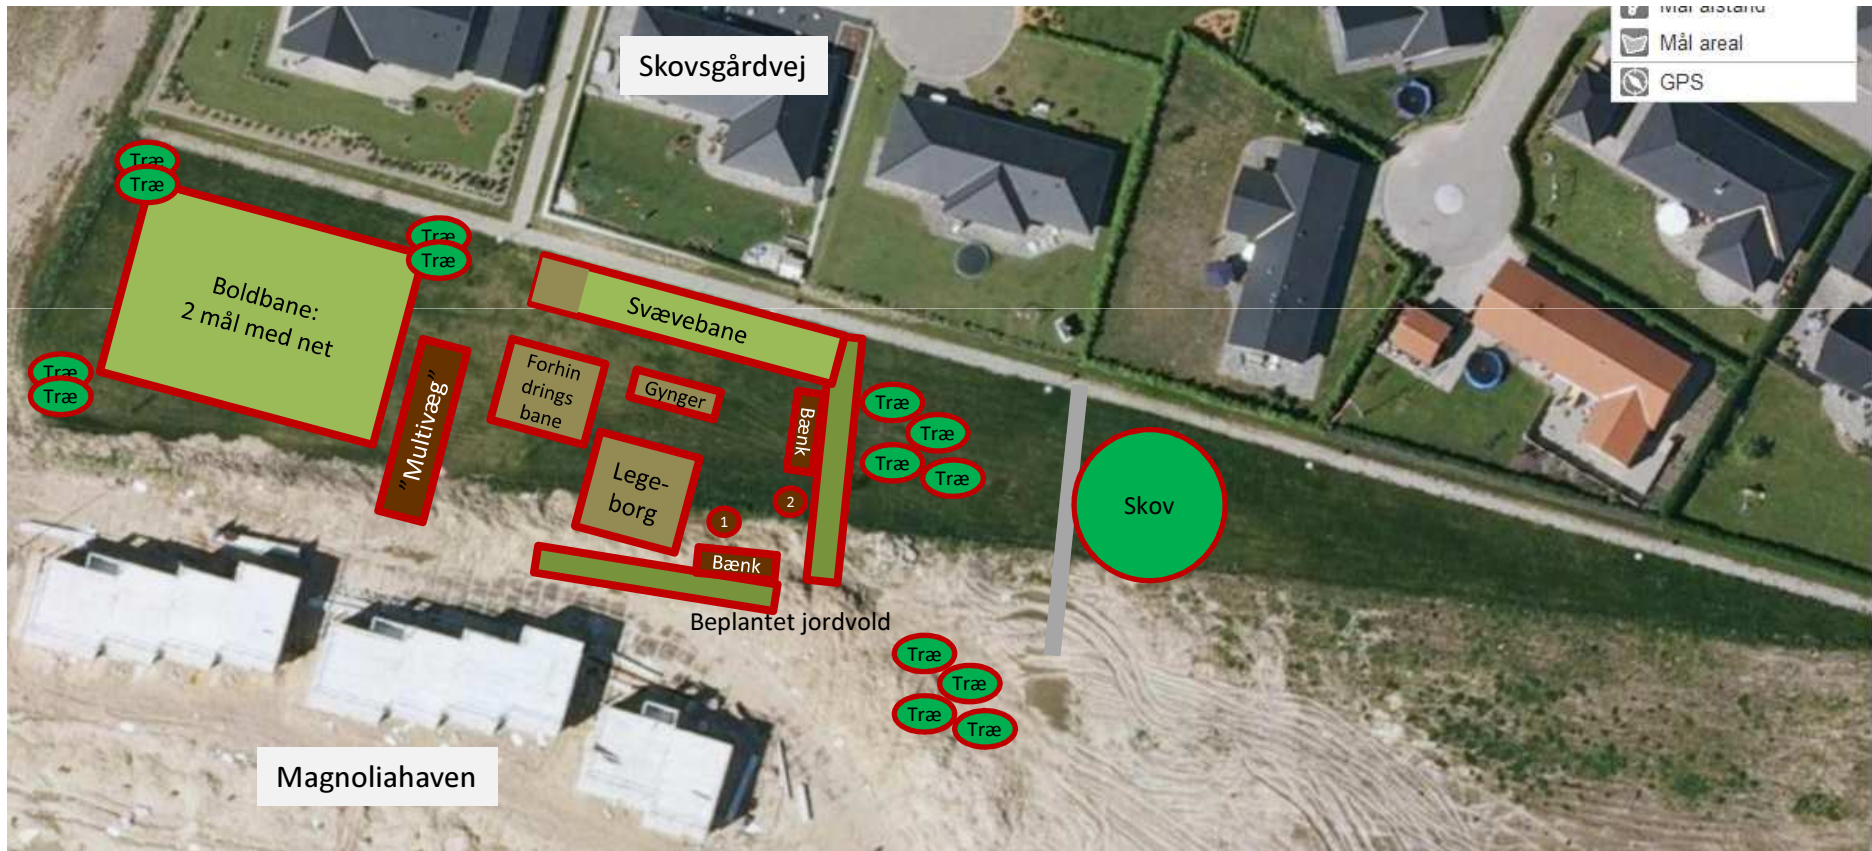 Mål afstand
Mål areal
GPS
Skovsgårdvej
Træ
Træ
Træ
Træ
Boldbane:
2 mål med net
Svævebane
Træ
Træ
"Multivæg"
Forhin
drings
bane
Gynger
Bænk
Træ
Træ
Træ
Træ
Lege-
borg
2
1
Skov
Bænk
Beplantet jordvold
Træ
Træ
Træ
Træ
Magnoliahaven